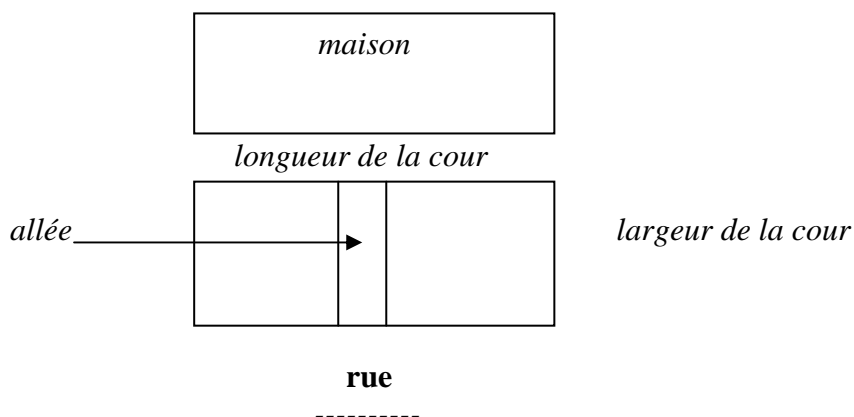 maison
longueur de la cour
allée
largeur de la cour
rue
----------